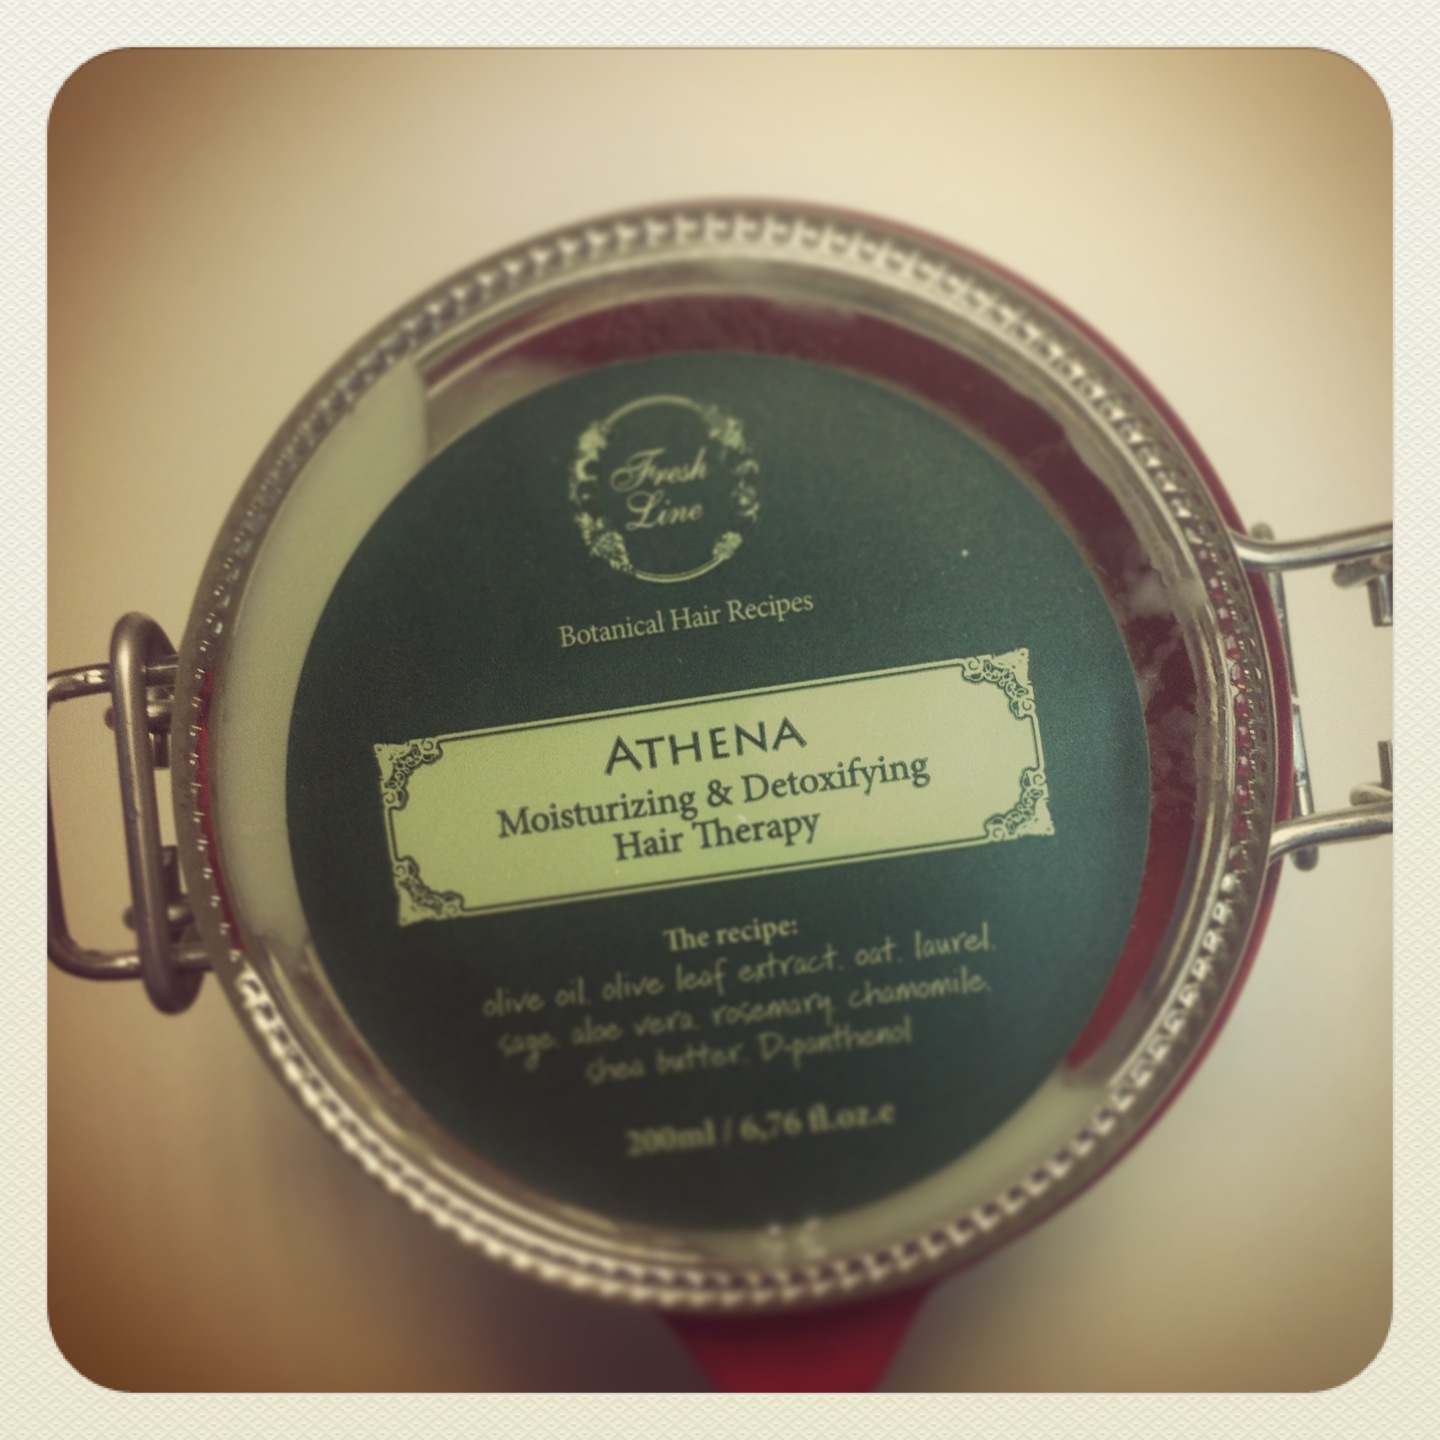 Fresh
Line
Botanical Hair Recipes
ATHENA
Moisturizing & Detoxifying
Hair Therapy
The recipe:
olive oil. olive leaf extract. oat. laurel.
sage. aloe vera. rosemary. chamomile.
shea butter. D-panthenol
200ml / 6,76 fl.oz.e